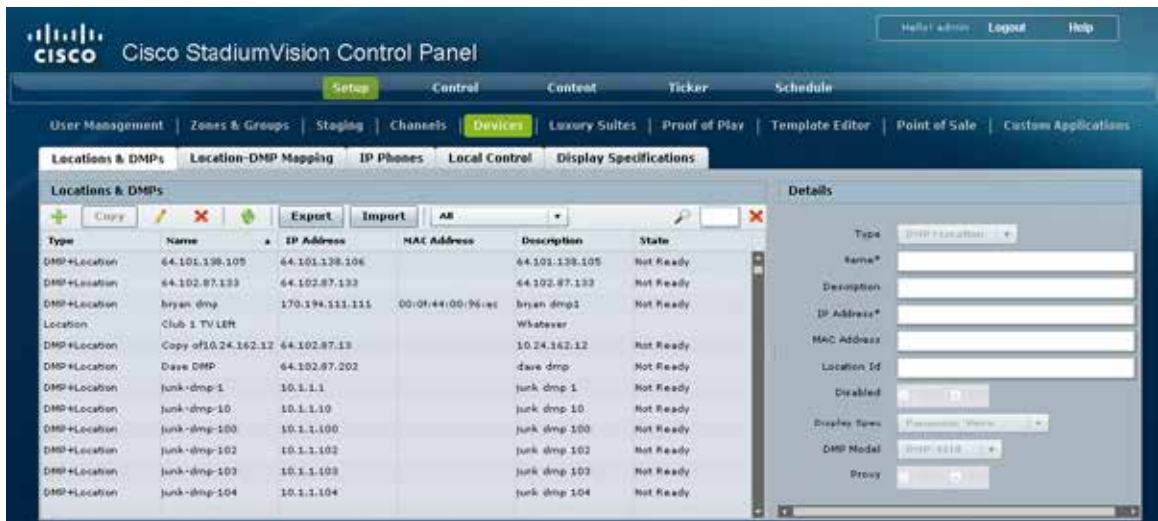 Hello! admin Logout Help
CISCO Cisco StadiumVision Control Panel
Setup Control Content Ticker Schedule
User Management | Zones & Groups | Staging | Channels | Devices | Luxury Suites | Proof of Play | Template Editor | Point of Sale | Custom Applications
Locations & DMPs Location-DMP Mapping IP Phones Local Control Display Specifications
Locations & DMPs
Copy Export Import All
Type Name IP Address MAC Address Description State
DMP+Location 64.101.138.105 64.101.138.106 64.101.138.105 Not Ready
DMP+Location 64.102.87.133 64.102.87.133 64.102.87.133 Not Ready
DMP+Location bryan dmp 170.194.111.111 00:0f:44:00:96:ec bryan dmp1 Not Ready
Location Club 1 TV Left Whatever
DMP+Location Copy of10.24.162.12 64.102.87.13 10.24.162.12 Not Ready
DMP+Location Dave DMP 64.102.87.202 dave dmp Not Ready
DMP+Location junk-dmp-1 10.1.1.1 junk dmp 1 Not Ready
DMP+Location junk-dmp-10 10.1.1.10 junk dmp 10 Not Ready
DMP+Location junk-dmp-100 10.1.1.100 junk dmp 100 Not Ready
DMP+Location junk-dmp-102 10.1.1.102 junk dmp 102 Not Ready
DMP+Location junk-dmp-103 10.1.1.103 junk dmp 103 Not Ready
DMP+Location junk-dmp-104 10.1.1.104 junk dmp 104 Not Ready
Details
Type DMP+Location
Name*
Description
IP Address*
MAC Address
Location Id
Disabled
Display Spec
DMP Model
Proxy